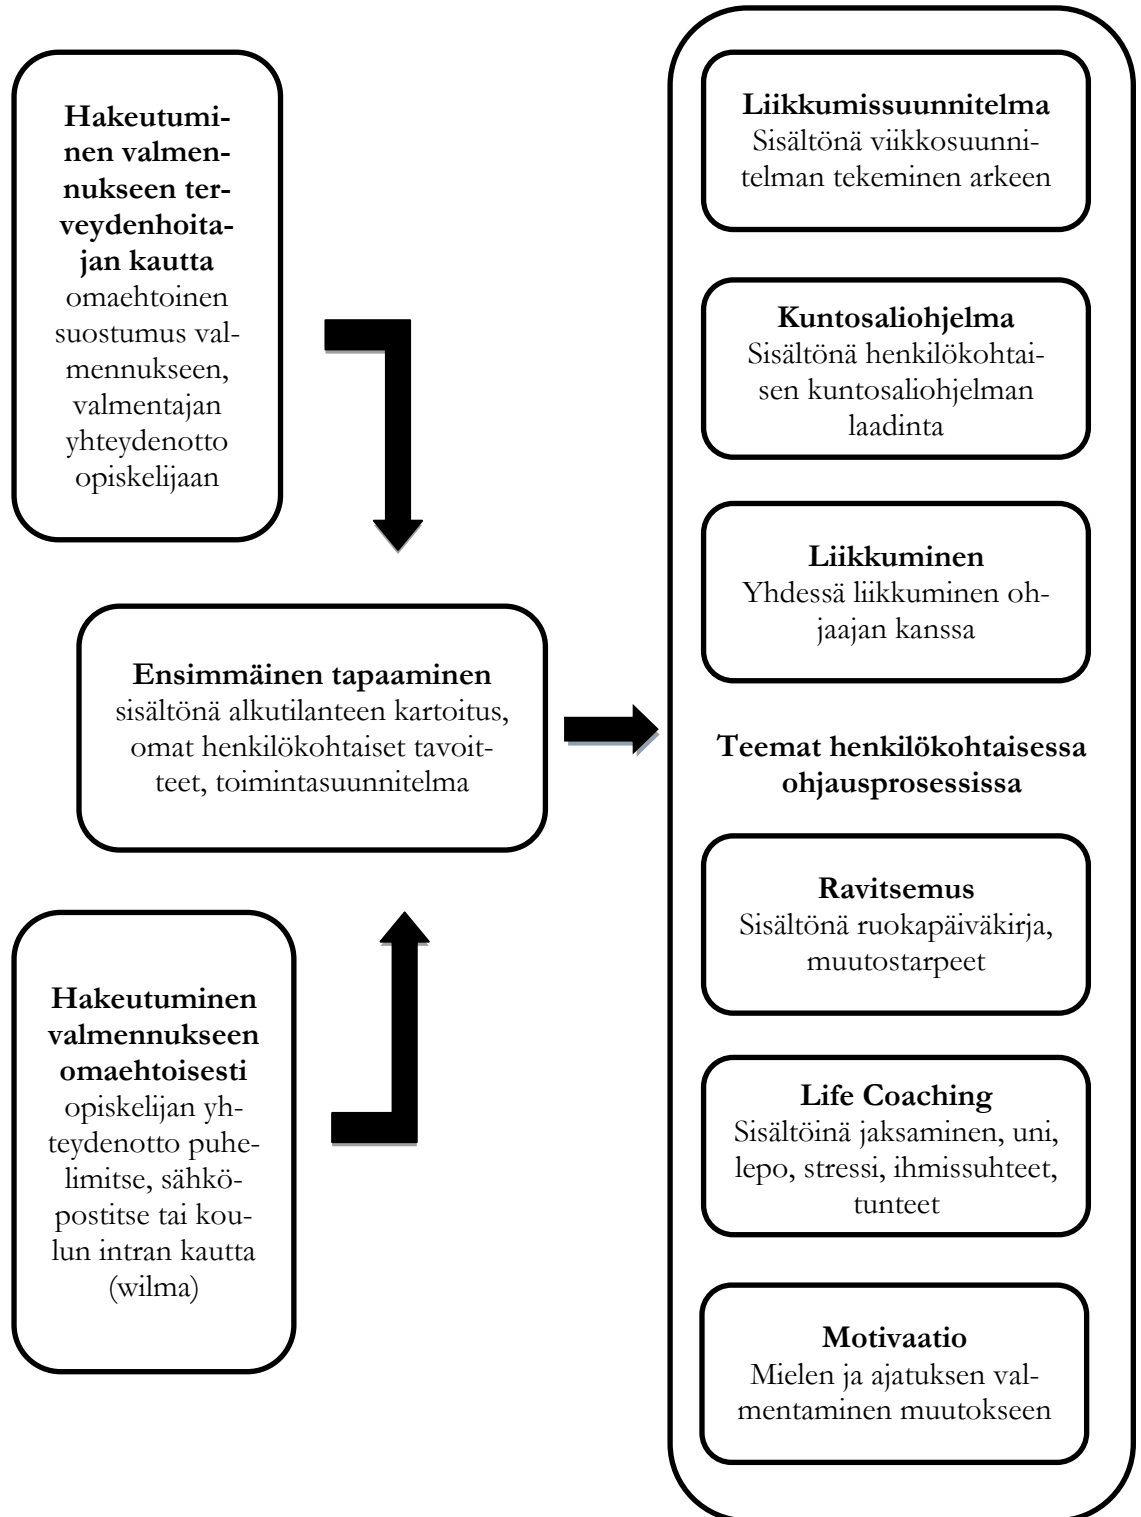 Hakeutumi-
nen valmen-
nukseen ter-
veydenhoita-
jan kautta
omaehtoinen
suostumus val-
mennukseen,
valmentajan
yhteydenotto
opiskelijaan
Ensimmäinen tapaaminen
sisältönä alkutilanteen kartoitus,
omat henkilökohtaiset tavoit-
teet, toimintasuunnitelma
Hakeutuminen
valmennukseen
omaehtoisesti
opiskelijan yh-
teydenotto puhe-
limitse, sähkö-
postitse tai kou-
lun intran kautta
(wilma)
Liikkumissuunnitelma
Sisältönä viikkosuunni-
telman tekeminen arkeen
Kuntosaliohjelma
Sisältönä henkilökohtai-
sen kuntosaliohjelman
laadinta
Liikkuminen
Yhdessä liikkuminen oh-
jaajan kanssa
Teemat henkilökohtaisessa
ohjausprosessissa
Ravitsemus
Sisältönä ruokapäiväkirja,
muutostarpeet
Life Coaching
Sisältöinä jaksaminen, uni,
lepo, stressi, ihmissuhteet,
tunteet
Motivaatio
Mielen ja ajatuksen val-
mentaminen muutokseen